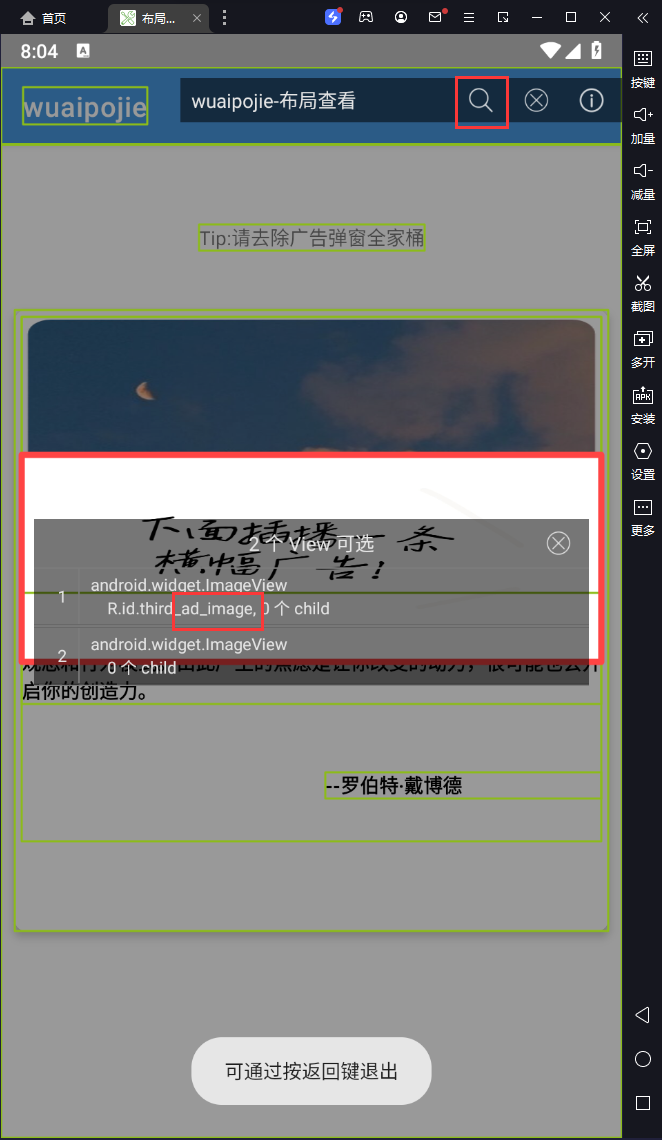 首页
布局...
8:04
A
wuaipojie
wuaipojie-布局查看
按键
加量
减量
全屏
截图
多开
APK
安装
设置
更多
Tip:请去除广告弹窗全家桶
下面插播一条
横幅广告!
2 个 View 可选
1
android.widget.ImageView
R.id.third_ad_image, 0 个 child
2
android.widget.ImageView
0 个 child
启你的创造力。
--罗伯特·戴博德
可通过按返回键退出